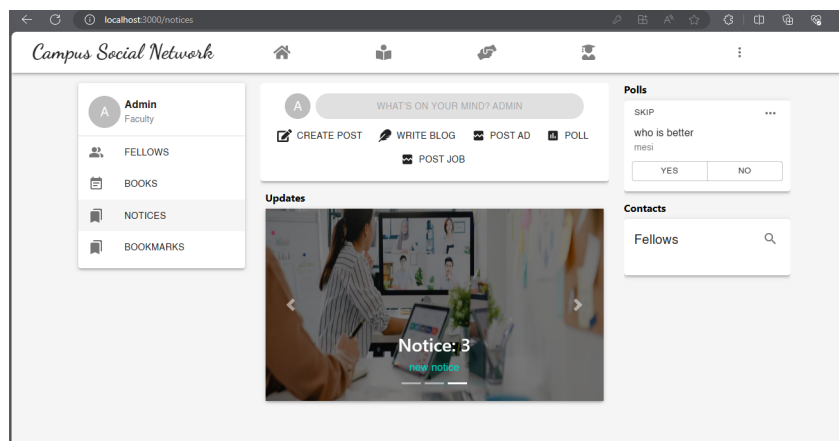 localhost:3000/notices
Campus Social Network
A
Admin
Faculty
FELLOWS
BOOKS
NOTICES
BOOKMARKS
A
WHAT'S ON YOUR MIND? ADMIN
CREATE POST WRITE BLOG POST AD POLL
POST JOB
Updates
Notice: 3
new notice
Polls
SKIP
who is better
mesi
YES NO
Contacts
Fellows